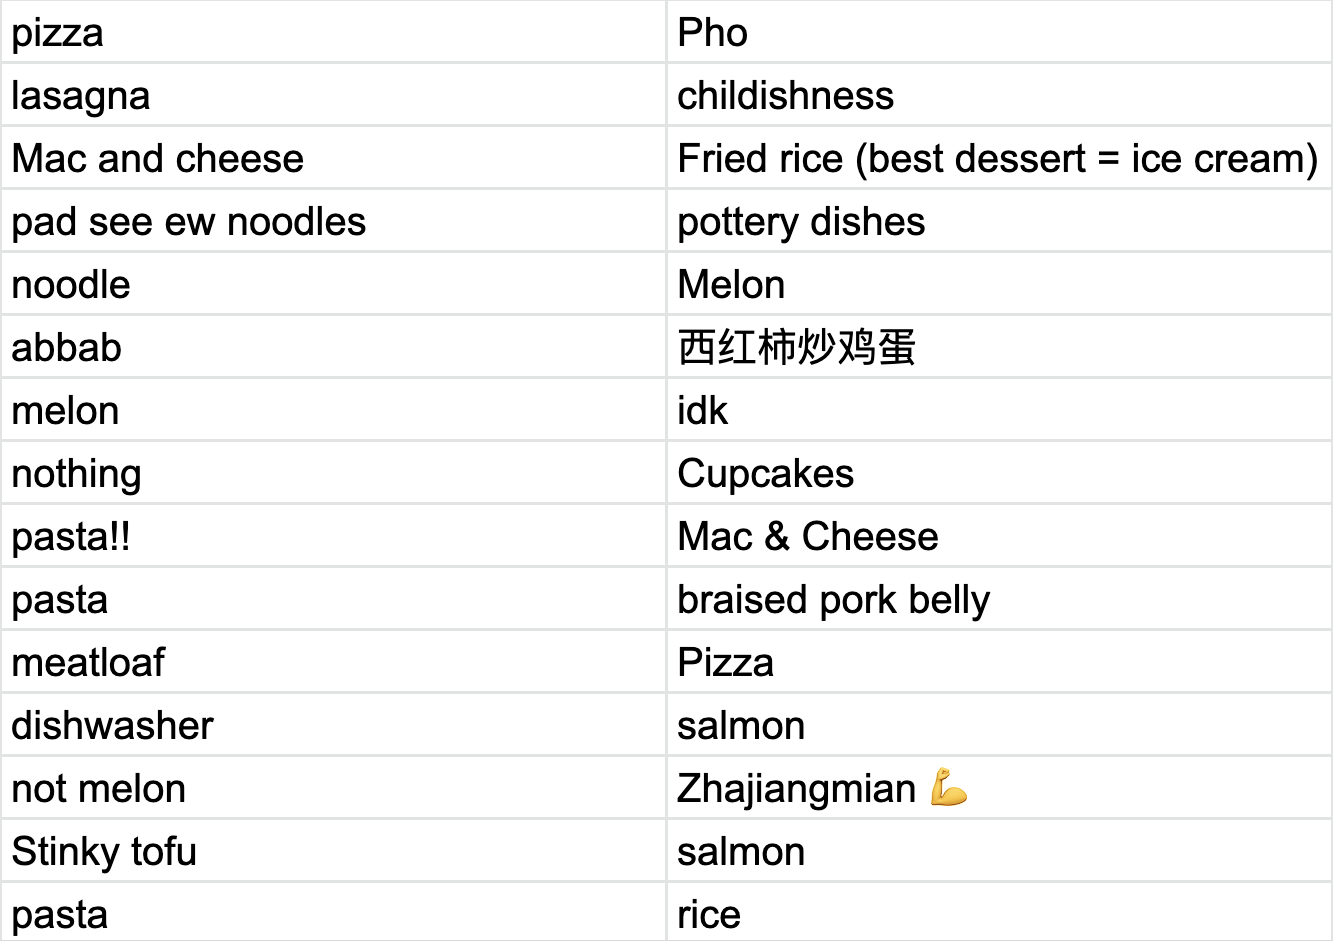 pizza	Pho
lasagna	childishness
Mac and cheese	Fried rice (best dessert = ice cream)
pad see ew noodles	pottery dishes
noodle	Melon
abbab	西红柿炒鸡蛋
melon	idk
nothing	Cupcakes
pasta!!	Mac & Cheese
pasta	braised pork belly
meatloaf	Pizza
dishwasher	salmon
not melon	Zhajiangmian 💪
Stinky tofu	salmon
pasta	rice